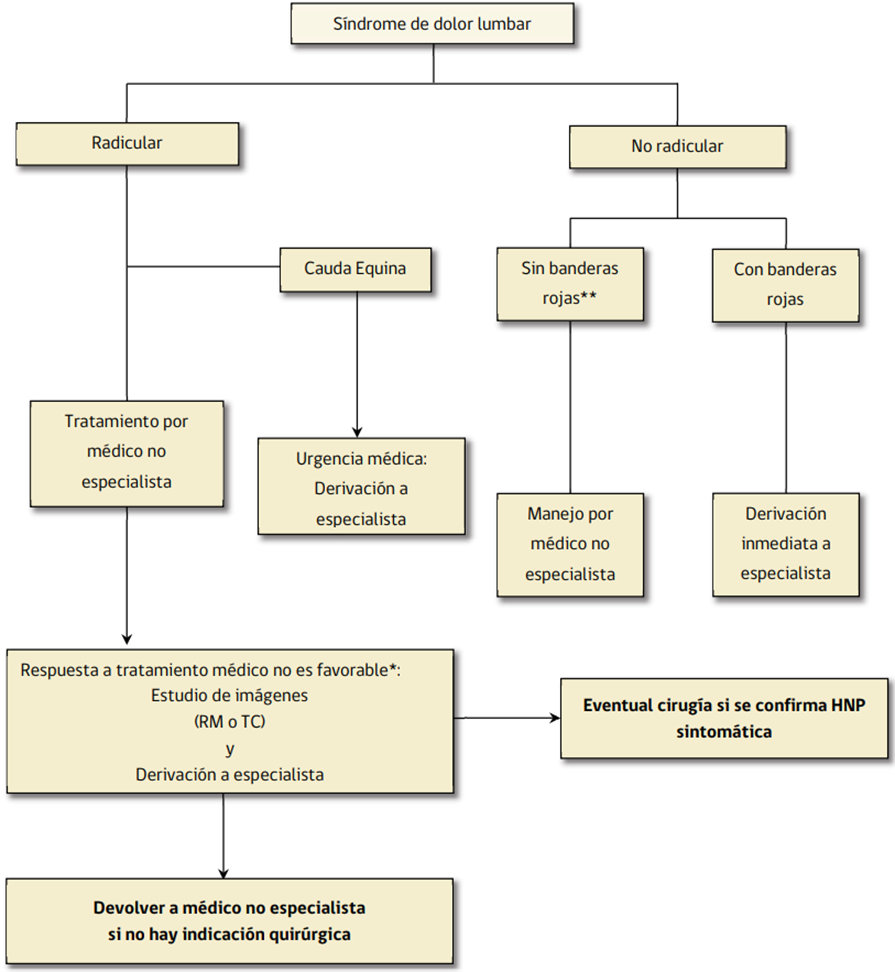 Síndrome de dolor lumbar
Radicular
No radicular
Cauda Equina
Sin banderas
rojas**
Con banderas
rojas
Tratamiento por
médico no
especialista
Urgencia médica:
Derivación a
especialista
Manejo por
médico no
especialista
Derivación
inmediata a
especialista
Respuesta a tratamiento médico no es favorable*:
Estudio de imágenes
(RM o TC)
y
Derivación a especialista
Eventual cirugía si se confirma HNP
sintomática
Devolver a médico no especialista
si no hay indicación quirúrgica